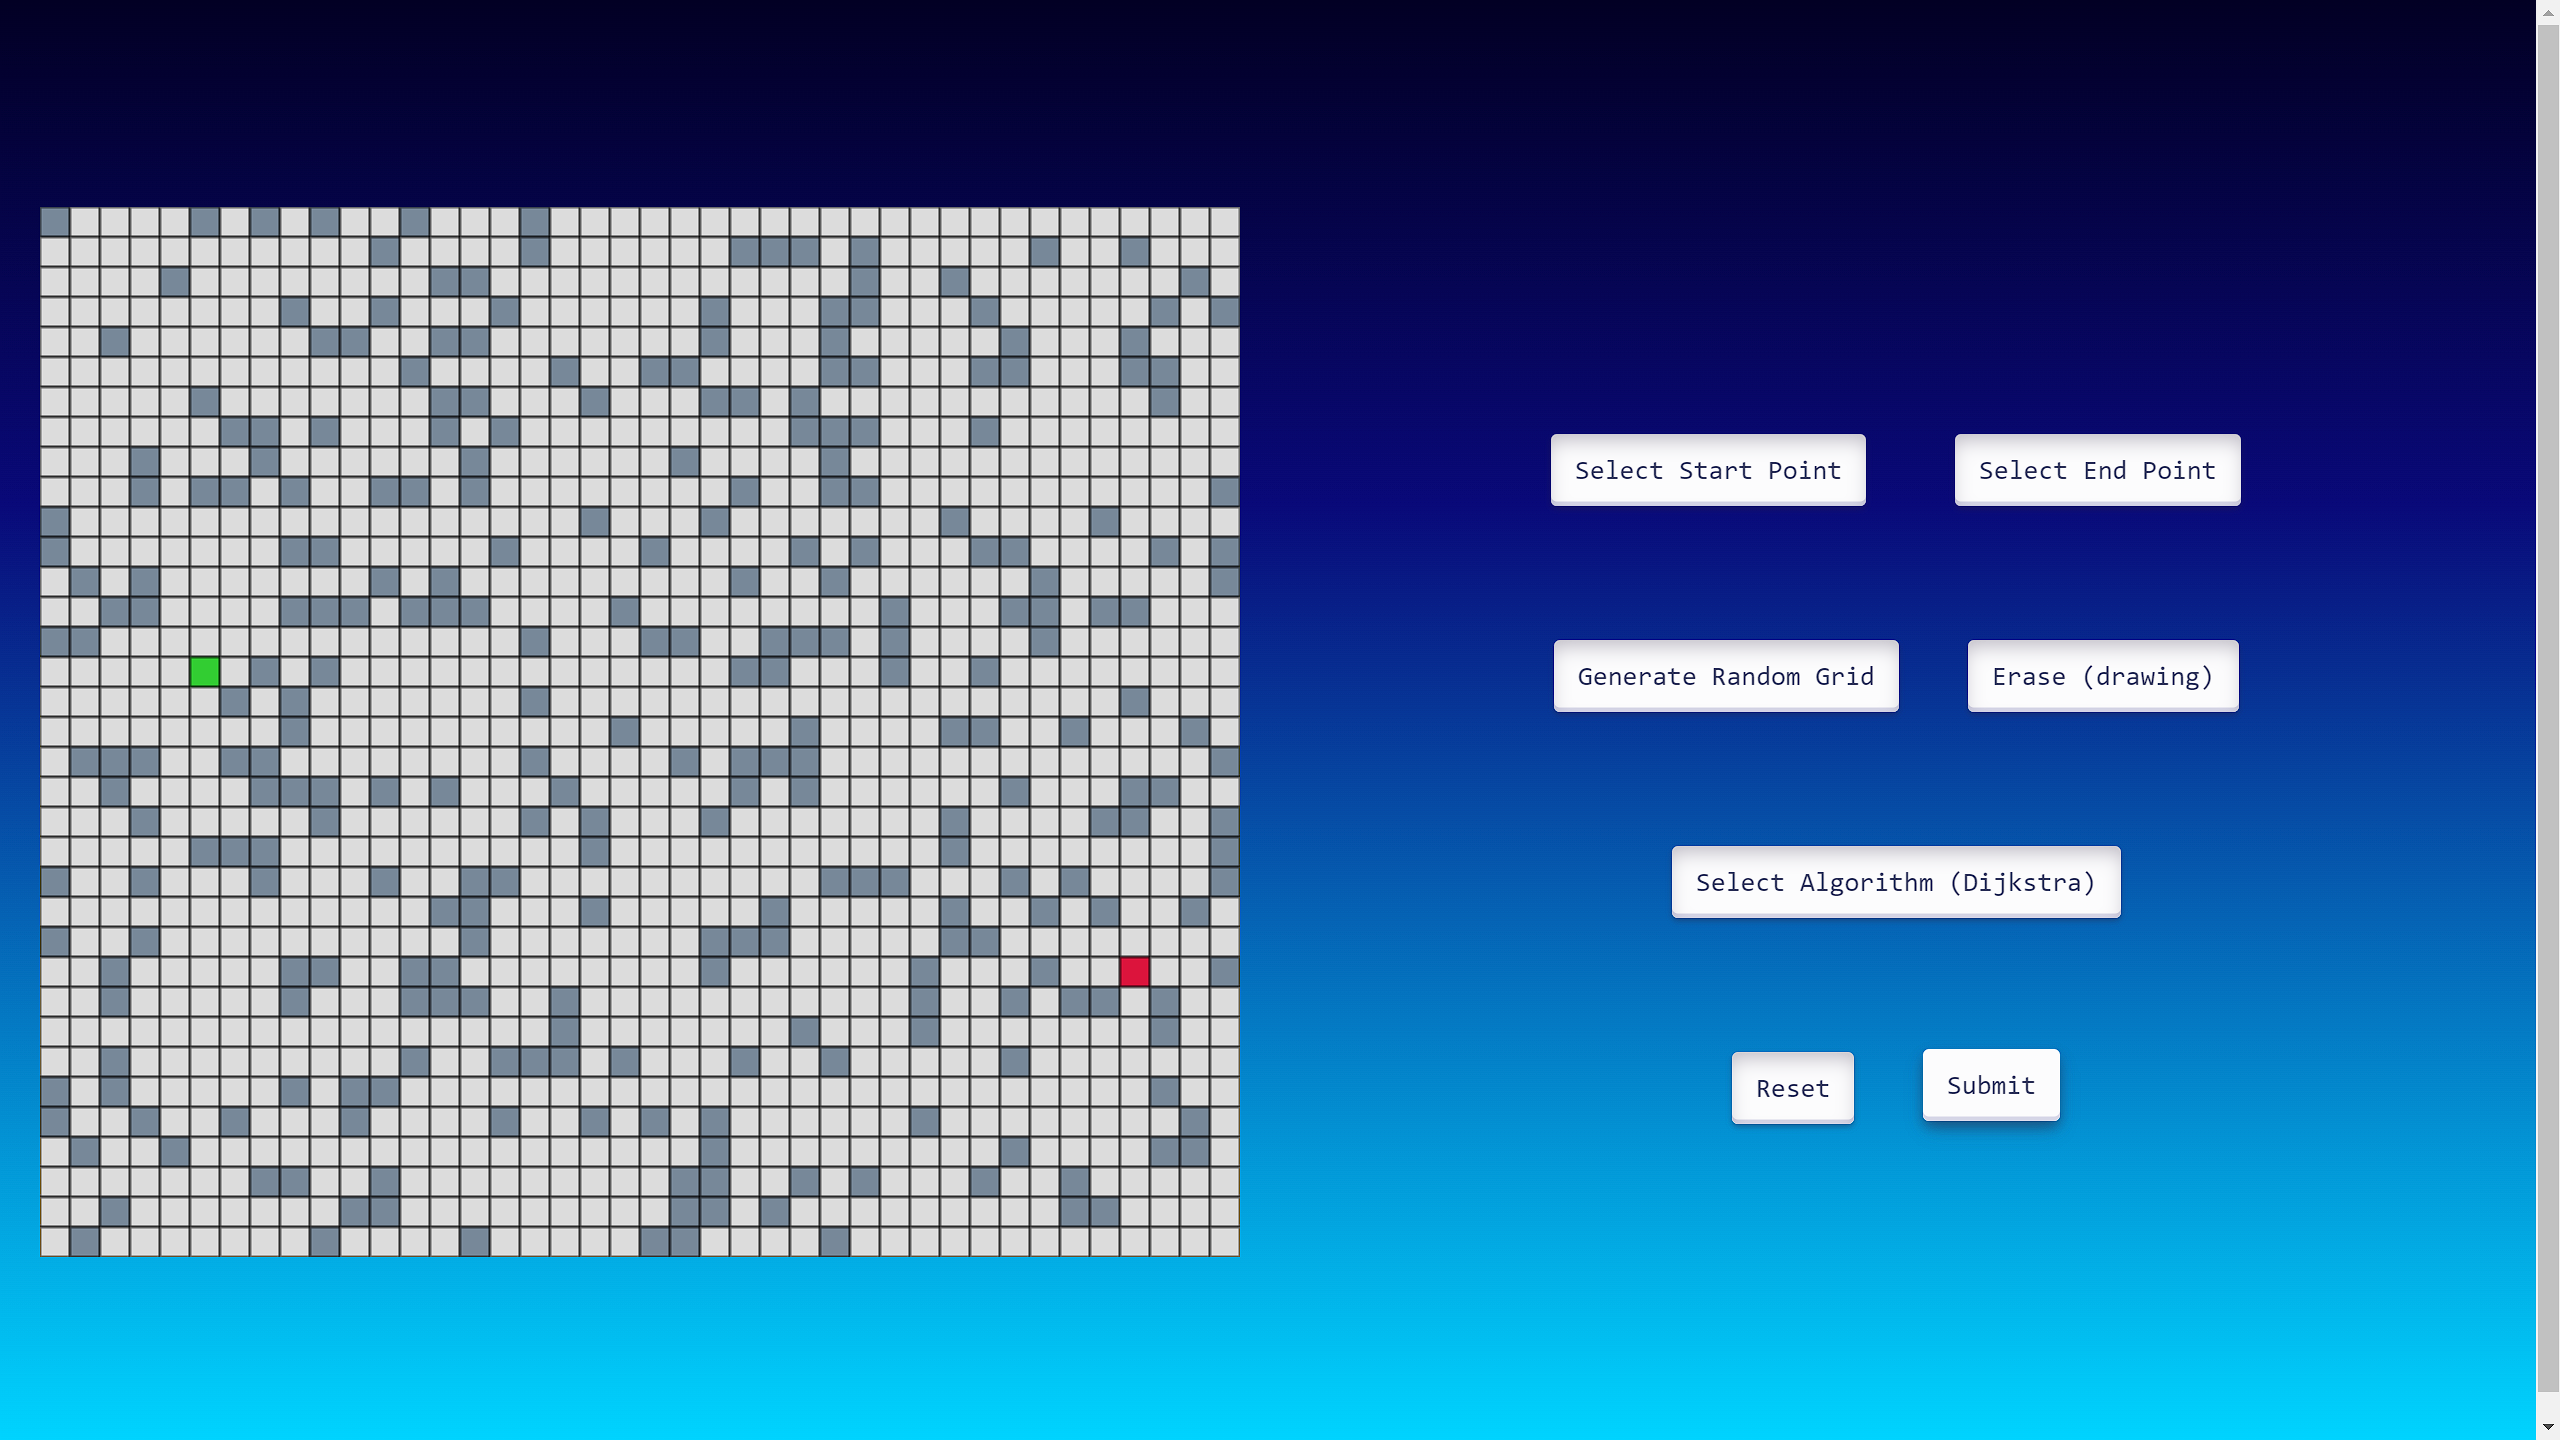 Select Start Point
Select End Point
Generate Random Grid
Erase (drawing)
Select Algorithm (Dijkstra)
Reset
Submit